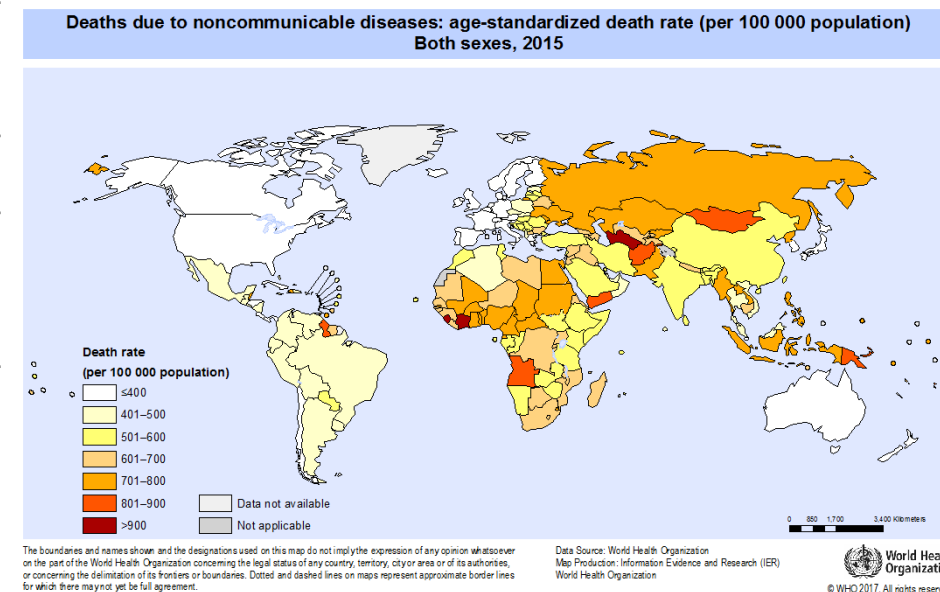 Deaths due to noncommunicable diseases: age-standardized death rate (per 100 000 population)
Both sexes, 2015
Death rate
(per 100 000 population)
≤400
401–500
501–600
601–700
701–800
801–900
>900
Data not available
Not applicable
0 850 1,700 3,400 Kilometers
The boundaries and names shown and the designations used on this map do not imply the expression of any opinion whatsoever
on the part of the World Health Organization concerning the legal status of any country, territory, city or area or of its authorities,
or concerning the delimitation of its frontiers or boundaries. Dotted and dashed lines on maps represent approximate border lines
for which there may not yet be full agreement.
Data Source: World Health Organization
Map Production: Information Evidence and Research (IER)
World Health Organization
World Hea
Organizati
© WHO 2017. All rights reserv